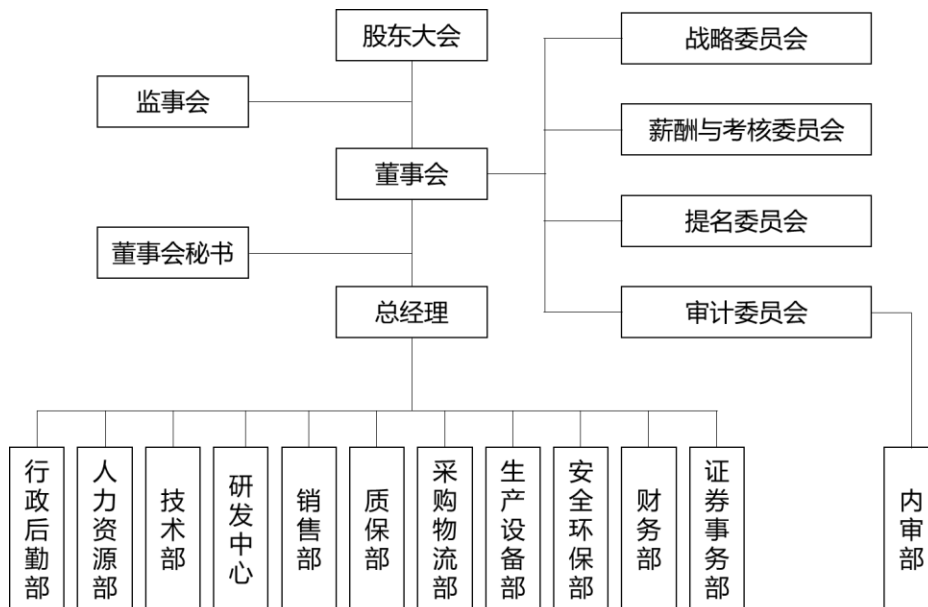 股东大会
战略委员会
监事会
薪酬与考核委员会
董事会
提名委员会
董事会秘书
总经理
审计委员会
行政后勤部
人力资源部
技术部
研发中心
销售部
质保部
采购物流部
生产设备部
安全环保部
财务部
证券事务部
内审部